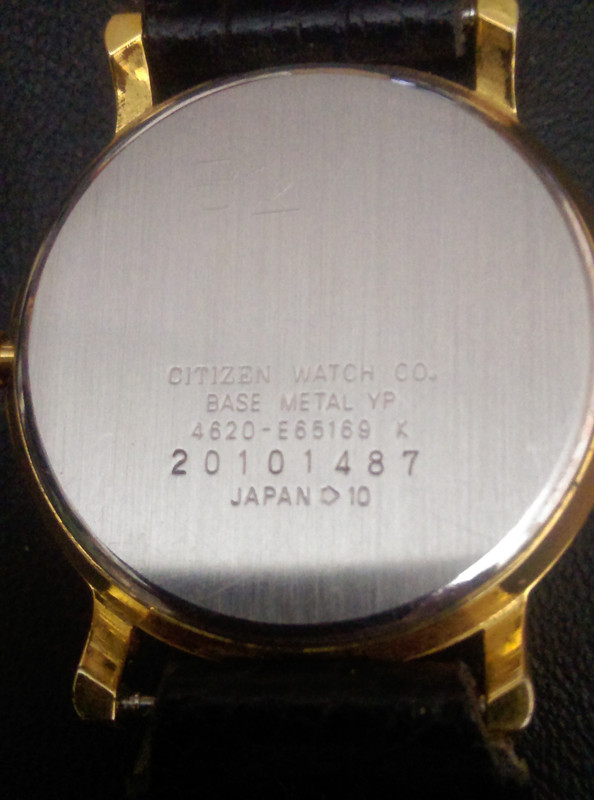 CITIZEN WATCH CO.
BASE METAL YP
4620-E65169 K
20101487
JAPAN 10